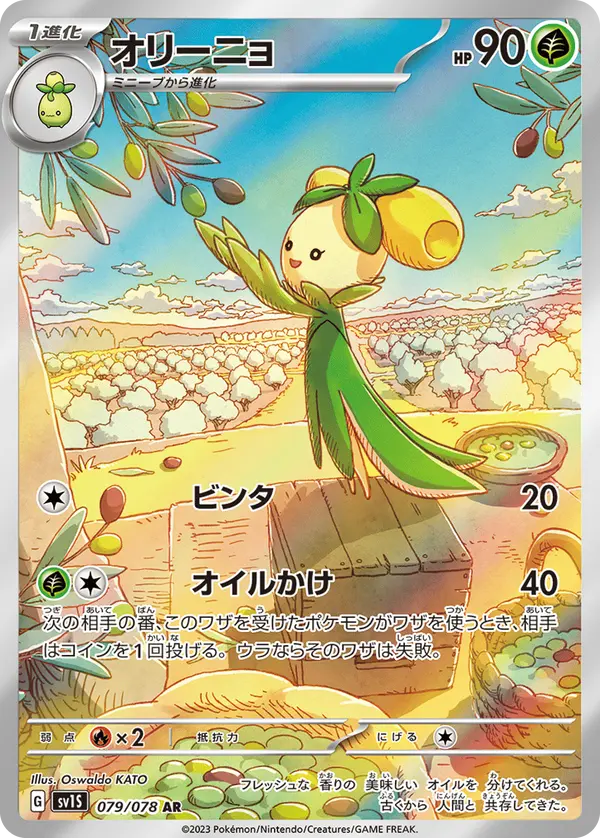 1進化
オリーニョ
HP90
ミニーブから進化
ビンタ 20
オイルかけ 40
次の相手の番、このワザを受けたポケモンがワザを使うとき、相手
はコインを1回投げる。ウラならそのワザは失敗。
弱点 ×2 抵抗力 にげる
Illus. Oswaldo KATO
G sv1S 079/078 AR
フレッシュな 香りの 美味しい オイルを 分けてくれる。
古くから 人間と 共存してきた。
©2023 Pokémon/Nintendo/Creatures/GAME FREAK.